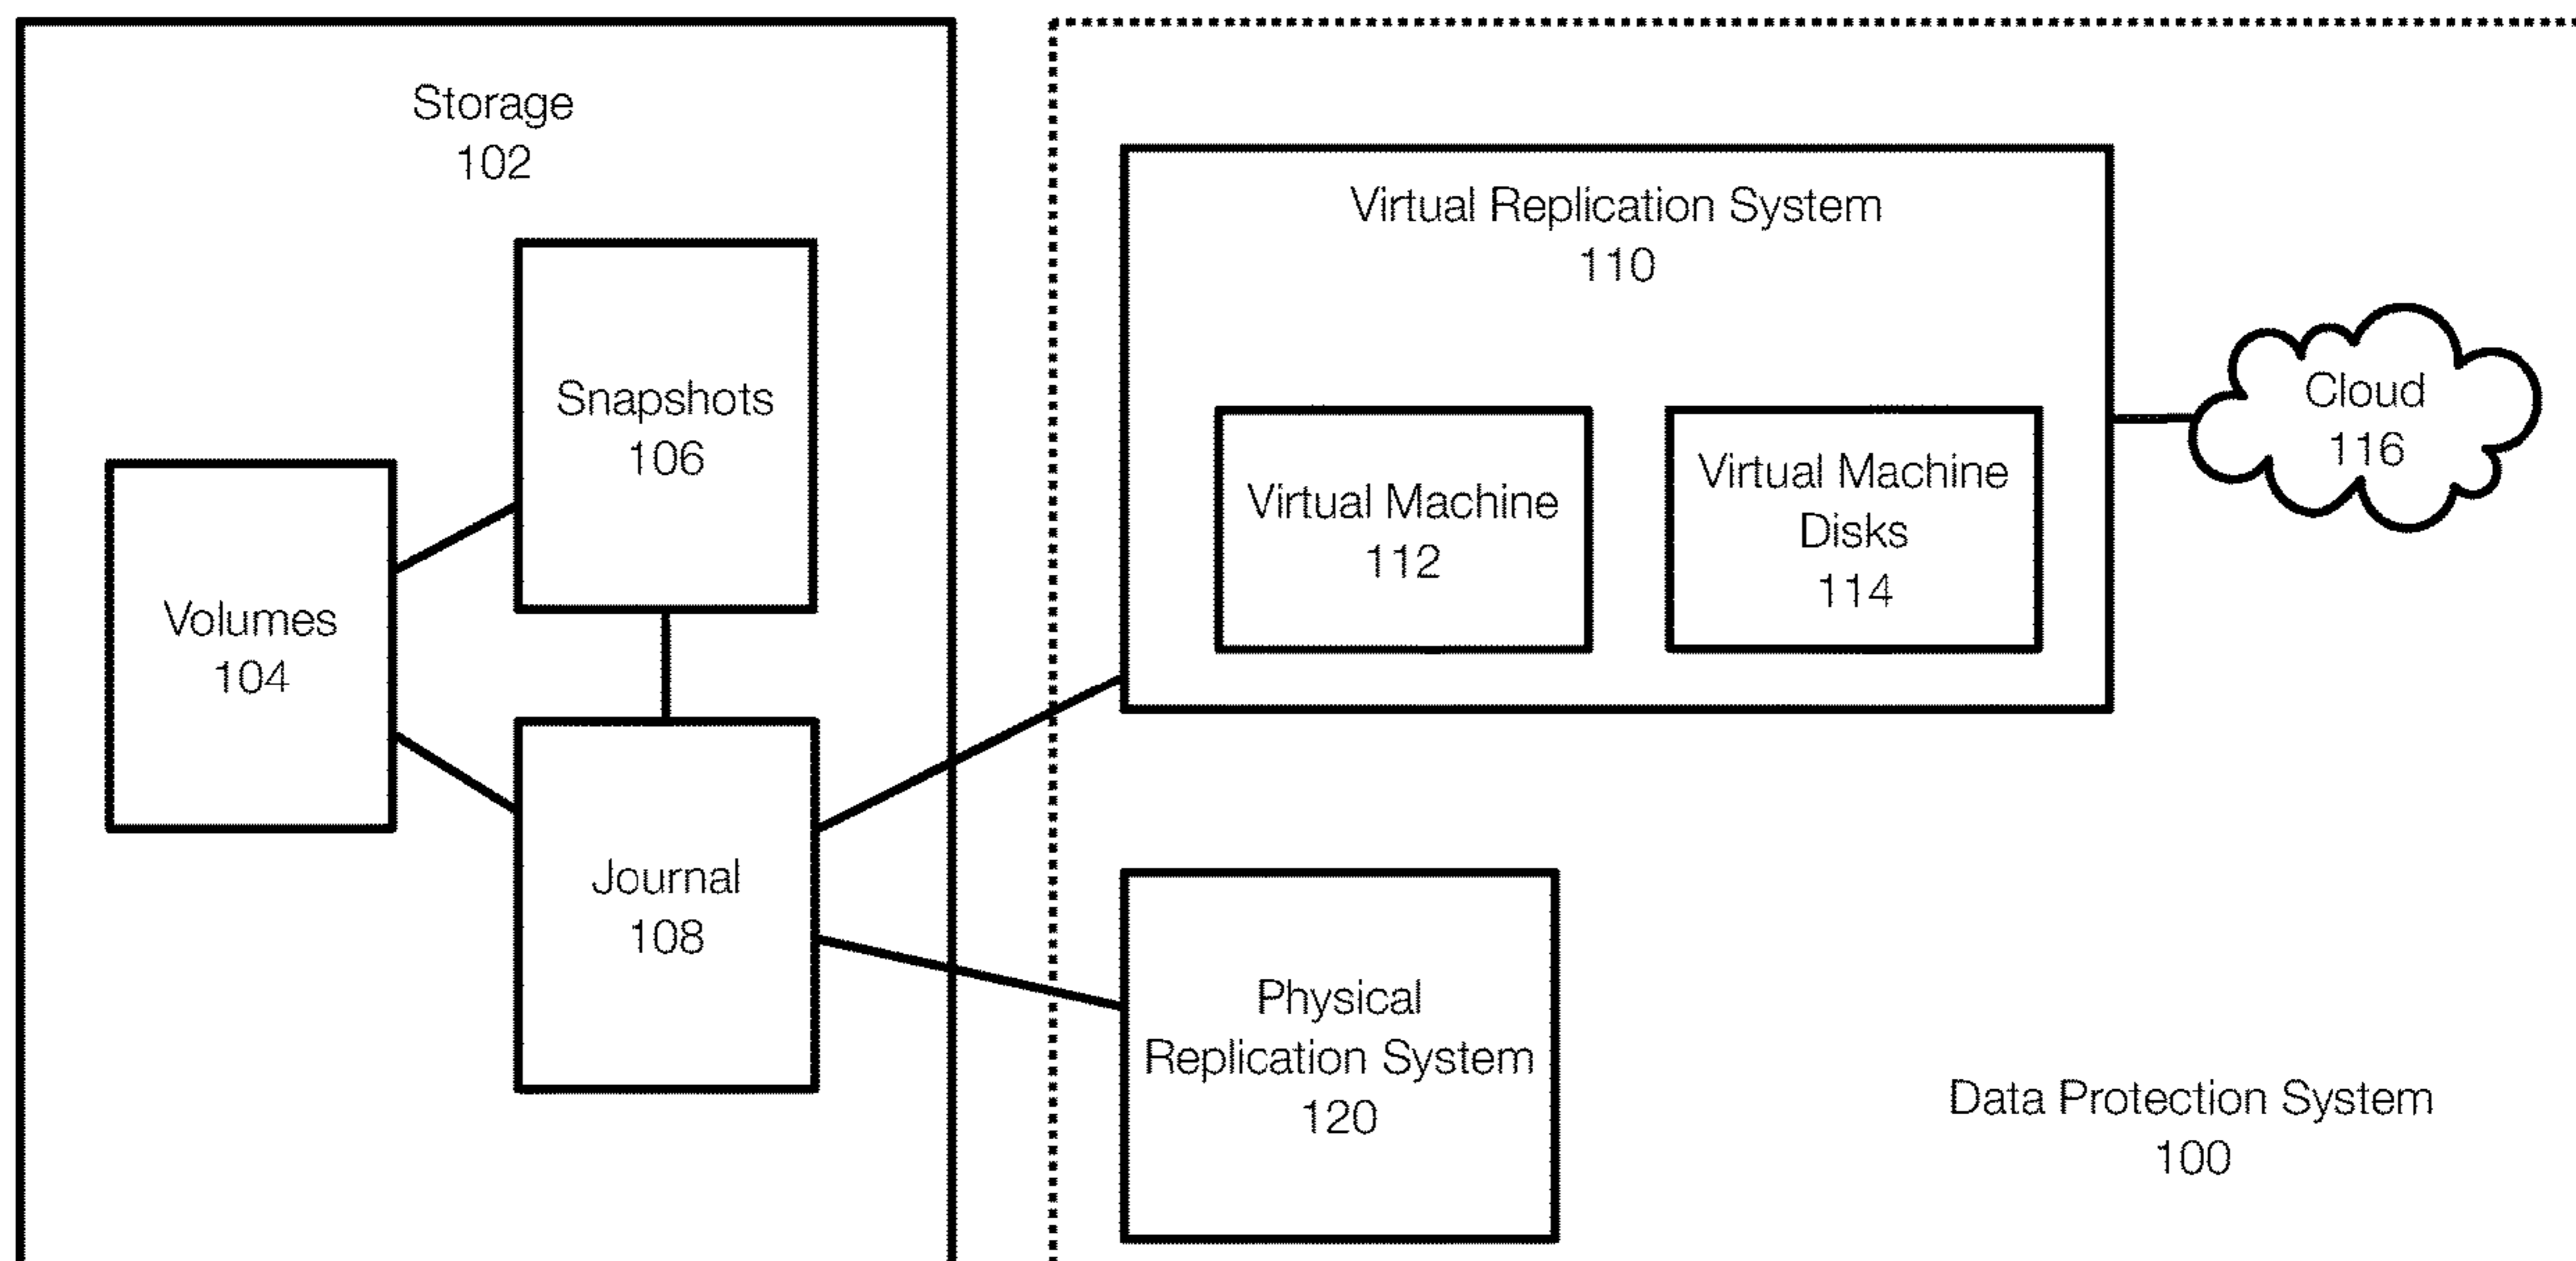 Storage
102
Snapshots
106
Volumes
104
Journal
108
Virtual Replication System
110
Virtual Machine
112
Virtual Machine
Disks
114
Cloud
116
Physical
Replication System
120
Data Protection System
100